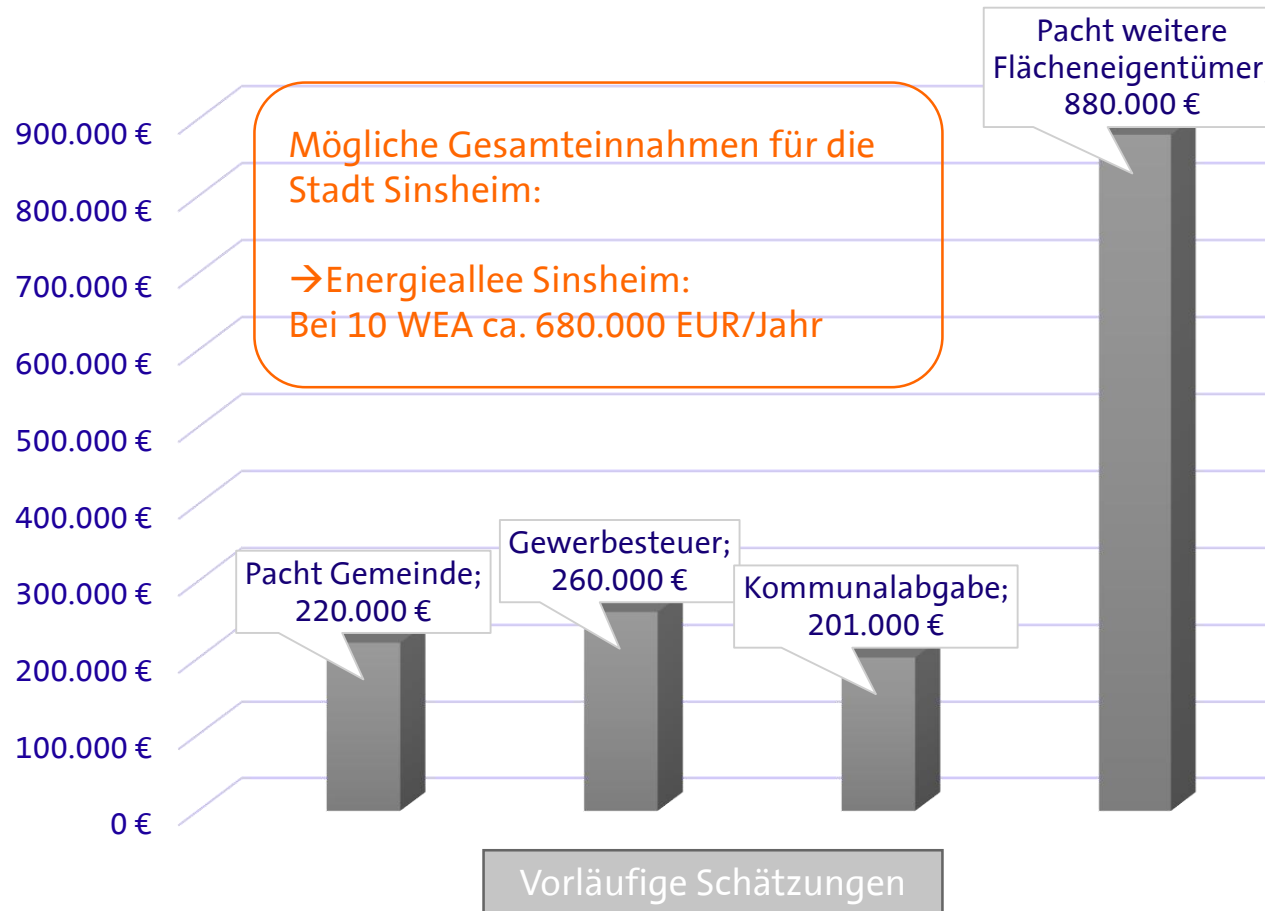 Pacht weitere
Flächeneigentümer
880.000 €
900.000 €
800.000 €
700.000 €
600.000 €
500.000 €
400.000 €
300.000 €
200.000 €
100.000 €
0 €
Mögliche Gesamteinnahmen für die
Stadt Sinsheim:
→Energieallee Sinsheim:
Bei 10 WEA ca. 680.000 EUR/Jahr
Pacht Gemeinde;
220.000 €
Gewerbesteuer;
260.000 €
Kommunalabgabe;
201.000 €
Vorläufige Schätzungen